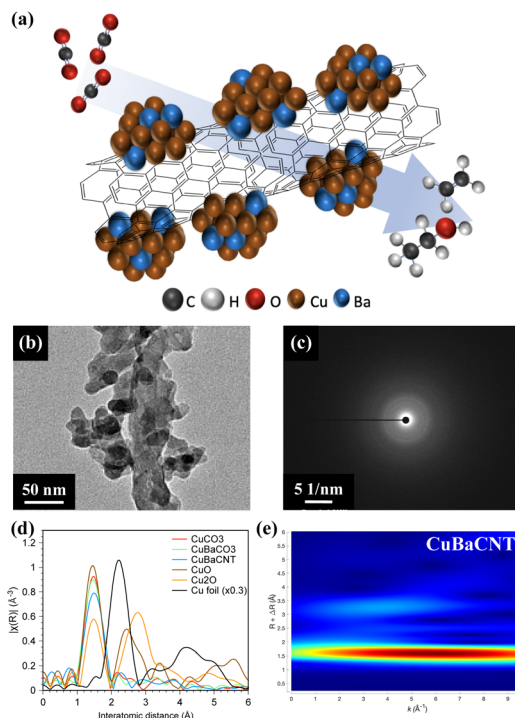 (a)
C H O Cu Ba
(b)
50 nm
(c)
5 1/nm
(d)
1.2
1
0.8
0.6
0.4
0.2
0
|χ(R)| (Å-3)
CuCO3
CuBaCO3
CuBaCNT
CuO
Cu2O
Cu foil (x0.3)
0 1 2 3 4 5 6
Interatomic distance (Å)
(e)
CuBaCNT
6
5.5
5
4.5
4
3.5
3
2.5
2
1.5
1
0.5
R + ΔR (Å)
0 1 2 3 4 5 6 7 8 9
k (Å-1)